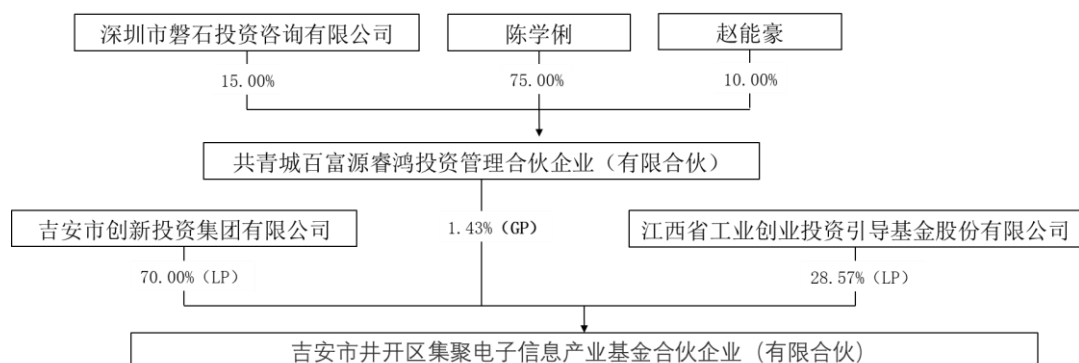 深圳市磐石投资咨询有限公司
陈学俐
赵能豪
15.00%
75.00%
10.00%
共青城百富源睿鸿投资管理合伙企业（有限合伙）
吉安市创新投资集团有限公司
1.43%(GP)
江西省工业创业投资引导基金股份有限公司
70.00%（LP）
28.57%（LP）
吉安市井开区集聚电子信息产业基金合伙企业（有限合伙）